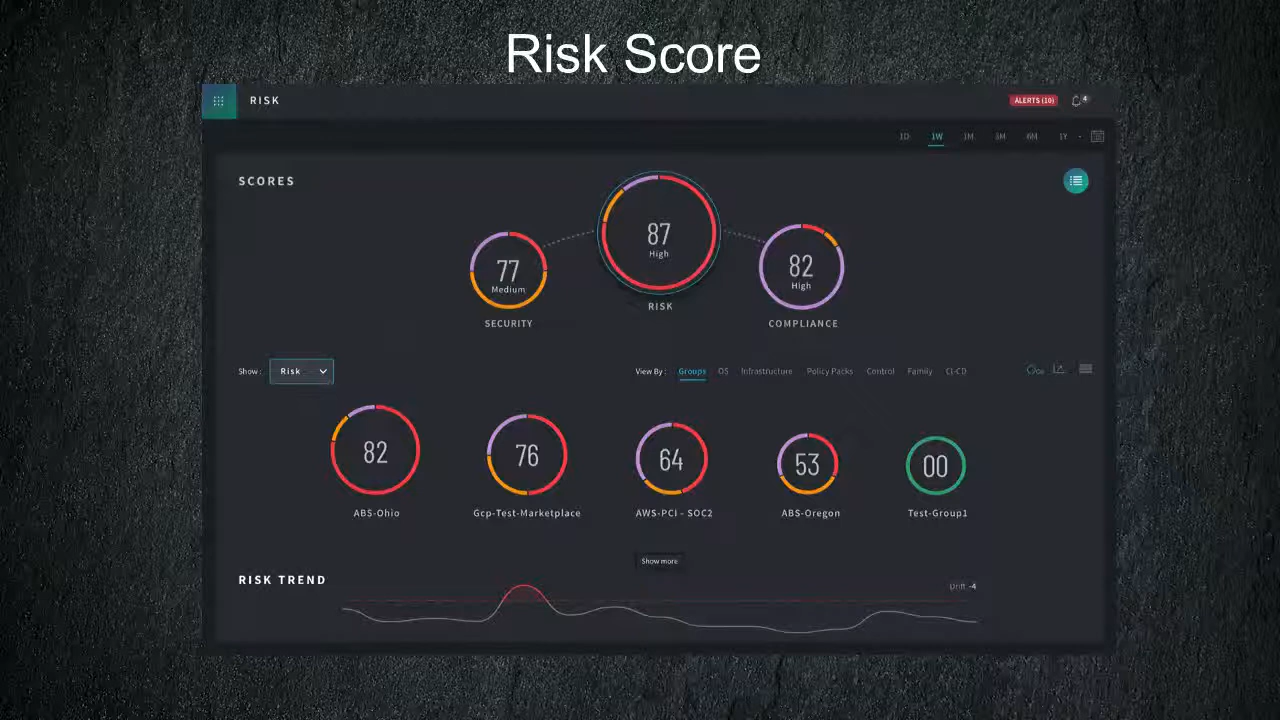 Risk Score
RISK
ALERTS (10)
4
1D 1W 1M 3M 6M 1Y
SCORES
87
High
RISK
77
Medium
SECURITY
82
High
COMPLIANCE
Show :
Risk
View By : Groups OS Infrastructure Policy Packs Control Family CI-CD
82
ABS-Ohio
76
Gcp-Test-Marketplace
64
AWS-PCI - SOC2
53
ABS-Oregon
00
Test-Group1
Show more
RISK TREND
Drift -4